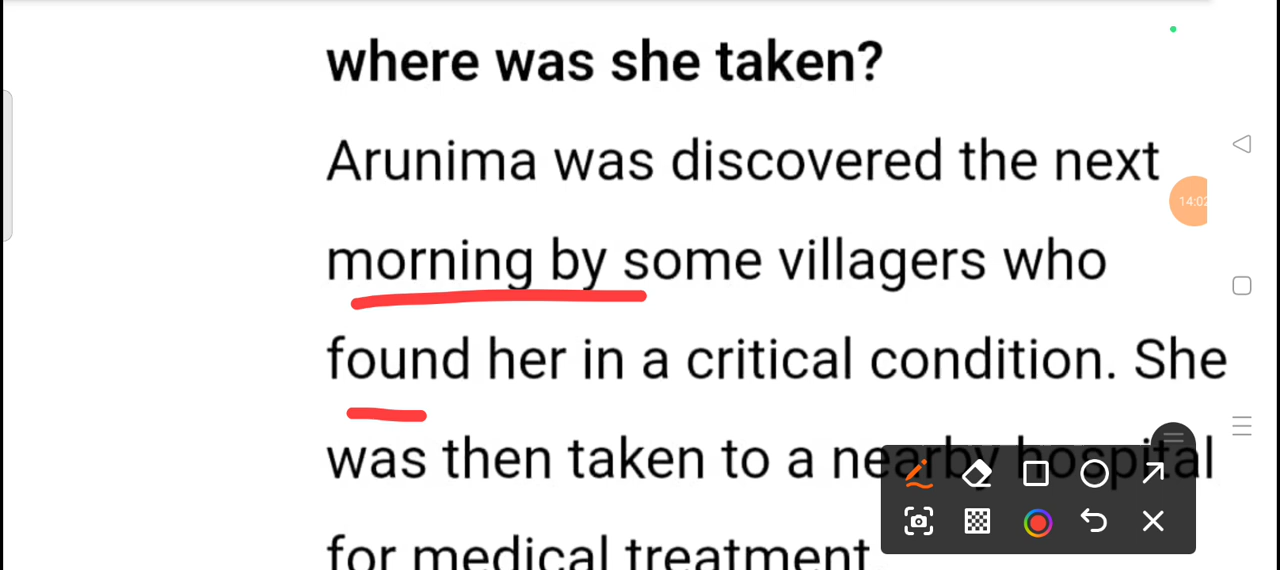 where was she taken?
Arunima was discovered the next
morning by some villagers who
found her in a critical condition. She
was then taken to a nearby hospital
for medical treatment
14:02